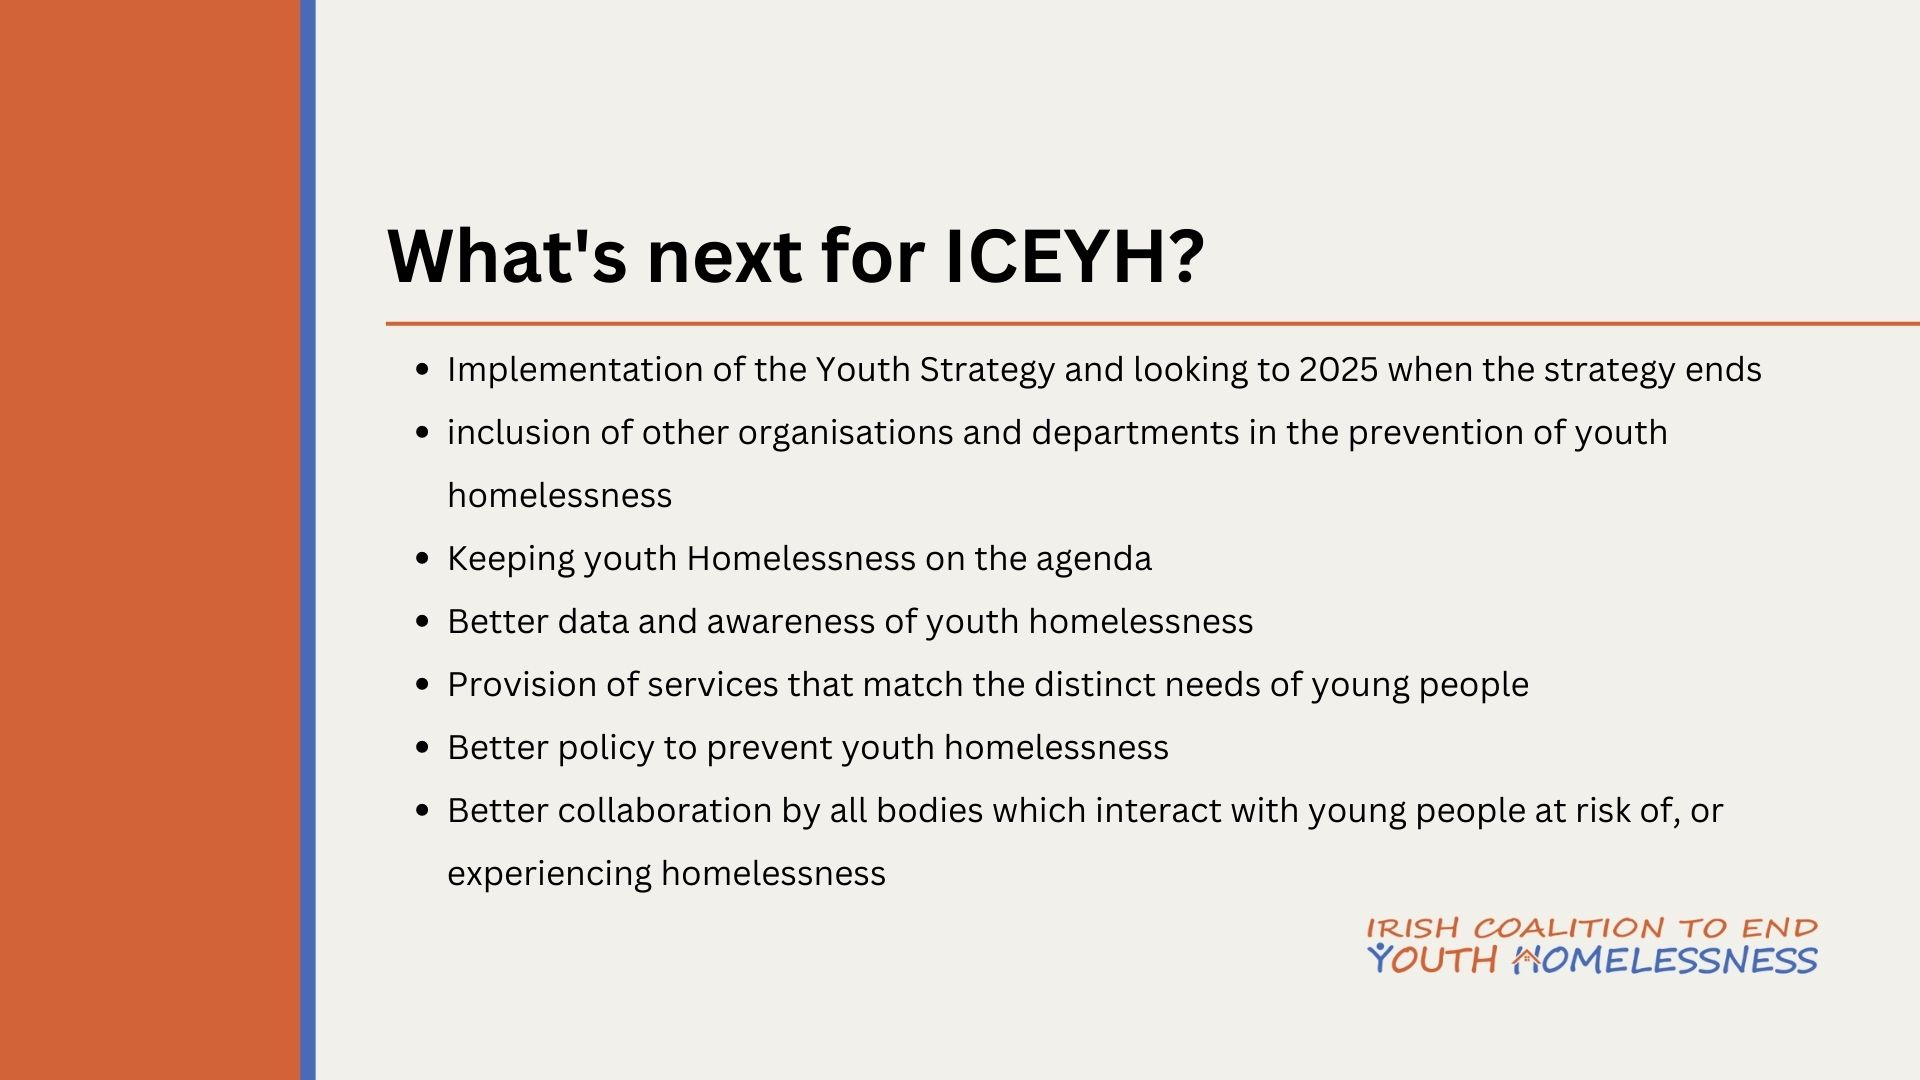 What's next for ICEYH?
• Implementation of the Youth Strategy and looking to 2025 when the strategy ends
• inclusion of other organisations and departments in the prevention of youth
homelessness
• Keeping youth Homelessness on the agenda
• Better data and awareness of youth homelessness
• Provision of services that match the distinct needs of young people
• Better policy to prevent youth homelessness
• Better collaboration by all bodies which interact with young people at risk of, or
experiencing homelessness
IRISH COALITION TO END
YOUTH HOMELESSNESS